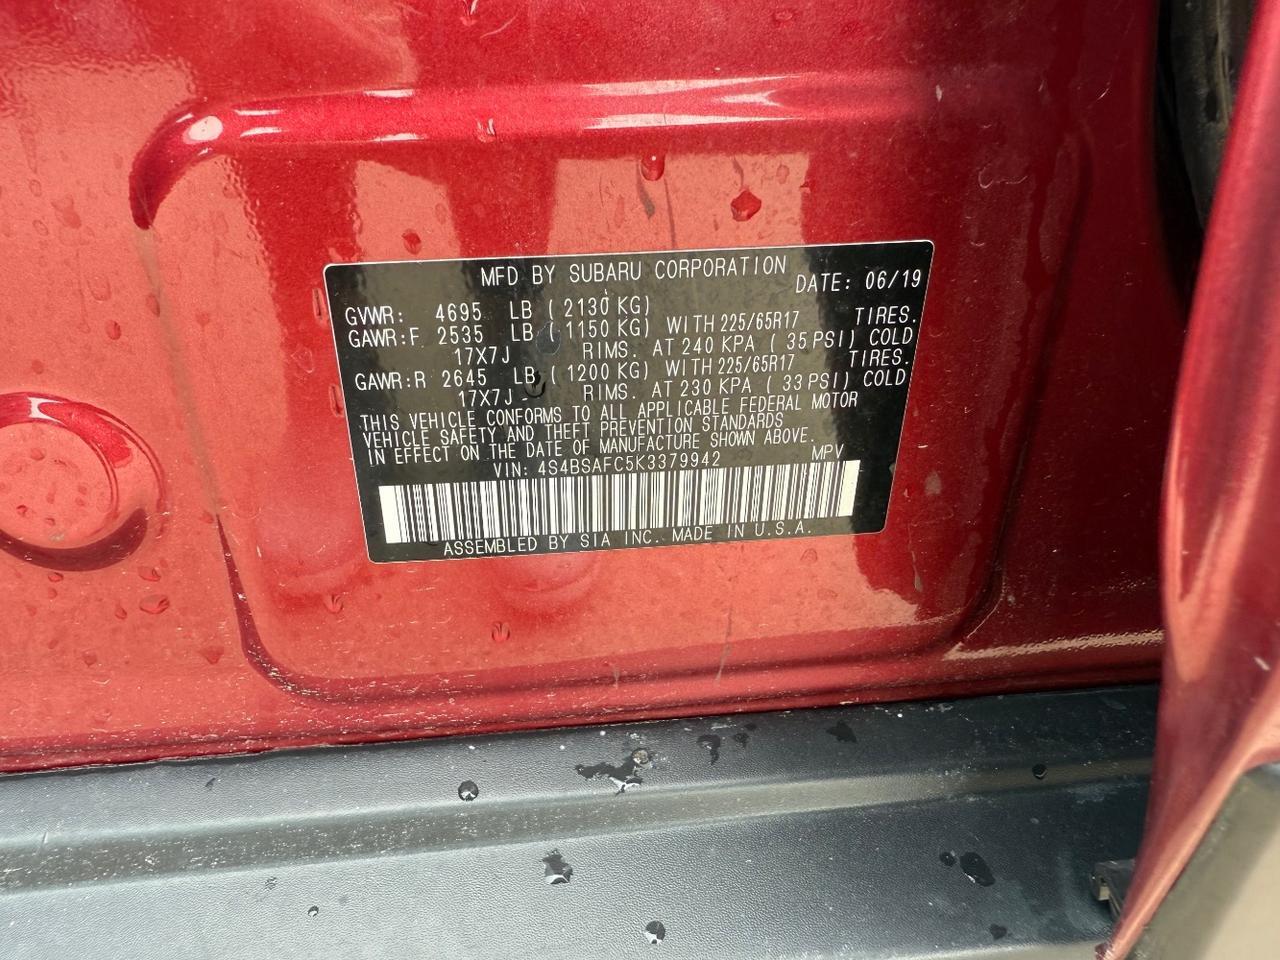 MFD BY SUBARU CORPORATION DATE: 06/19
GVWR: 4695 LB ( 2130 KG)
GAWR:F 2535 LB ( 1150 KG) WITH 225/65R17 TIRES.
17X7J RIMS. AT 240 KPA ( 35 PSI) COLD
GAWR:R 2645 LB ( 1200 KG) WITH 225/65R17 TIRES.
17X7J RIMS. AT 230 KPA ( 33 PSI) COLD
THIS VEHICLE CONFORMS TO ALL APPLICABLE FEDERAL MOTOR
VEHICLE SAFETY AND THEFT PREVENTION STANDARDS
IN EFFECT ON THE DATE OF MANUFACTURE SHOWN ABOVE.
VIN: 4S4BSAFC5K3379942 MPV
ASSEMBLED BY SIA INC. MADE IN U.S.A.